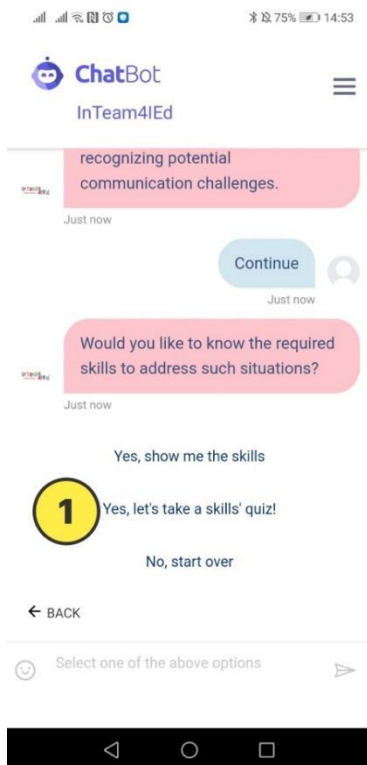 75% 14:53
ChatBot
InTeam4IEd
recognizing potential
communication challenges.
Just now
Continue
Just now
Would you like to know the required
skills to address such situations?
Just now
Yes, show me the skills
1 Yes, let's take a skills' quiz!
No, start over
← BACK
Select one of the above options